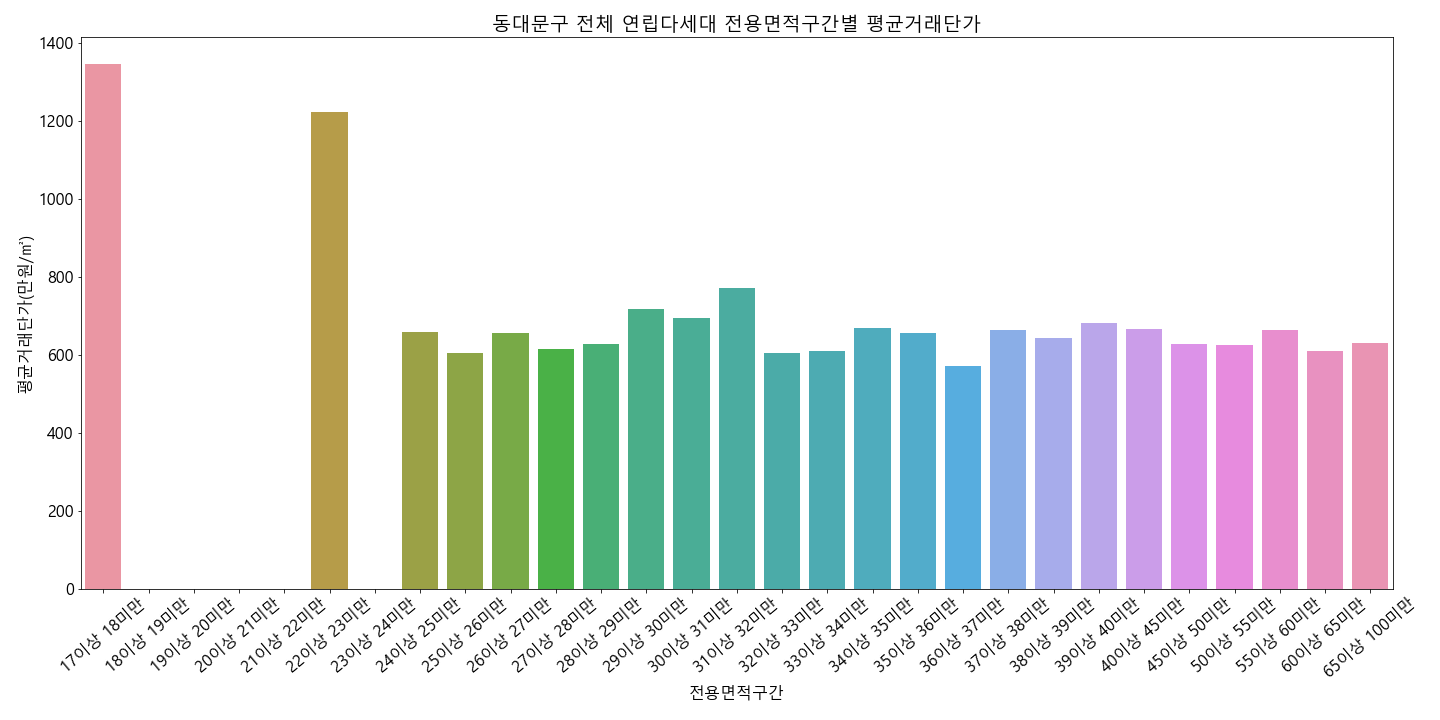 동대문구 전체 연립다세대 전용면적구간별 평균거래단가
평균거래단가(만원/㎡)
1400
1200
1000
800
600
400
200
0
17이상 18미만
18이상 19미만
19이상 20미만
20이상 21미만
21이상 22미만
22이상 23미만
23이상 24미만
24이상 25미만
25이상 26미만
26이상 27미만
27이상 28미만
28이상 29미만
29이상 30미만
30이상 31미만
31이상 32미만
32이상 33미만
33이상 34미만
34이상 35미만
35이상 36미만
36이상 37미만
37이상 38미만
38이상 39미만
39이상 40미만
40이상 45미만
45이상 50미만
50이상 55미만
55이상 60미만
60이상 65미만
65이상 100미만
전용면적구간